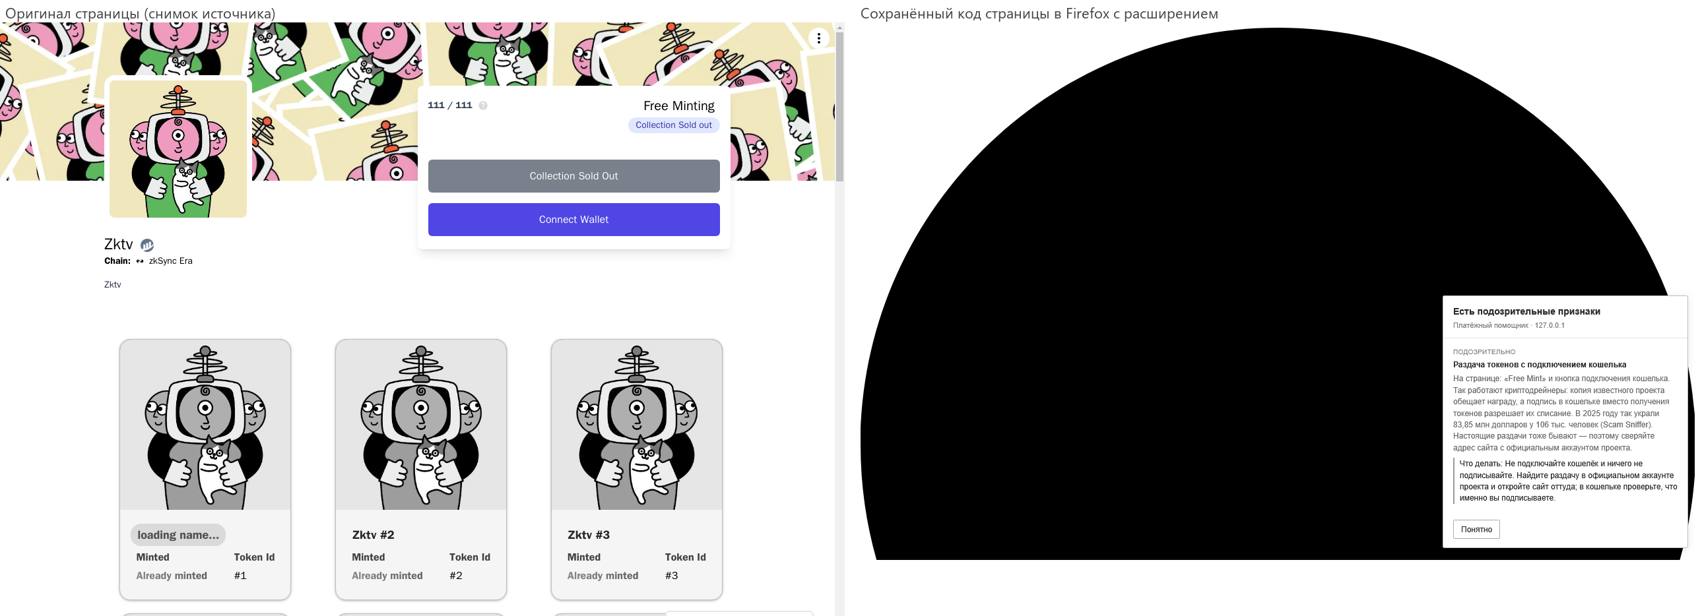 Оригинал страницы (снимок источника)
111 / 111
Free Minting
Collection Sold out
Collection Sold Out
Connect Wallet
Zktv
Chain: zkSync Era
Zktv
loading name...
Minted Token Id
Already minted #1
Zktv #2
Minted Token Id
Already minted #2
Zktv #3
Minted Token Id
Already minted #3
Сохранённый код страницы в Firefox с расширением
Есть подозрительные признаки
Платёжный помощник · 127.0.0.1
ПОДОЗРИТЕЛЬНО
Раздача токенов с подключением кошелька
На странице: «Free Mint» и кнопка подключения кошелька.
Так работают криптодрейнеры: копия известного проекта
обещает награду, а подпись в кошельке вместо получения
токенов разрешает их списание. В 2025 году так украли
83,85 млн долларов у 106 тыс. человек (Scam Sniffer).
Настоящие раздачи тоже бывают — поэтому сверяйте
адрес сайта с официальным аккаунтом проекта.
Что делать: Не подключайте кошелёк и ничего не
подписывайте. Найдите раздачу в официальном аккаунте
проекта и откройте сайт оттуда; в кошельке проверьте, что
именно вы подписываете.
Понятно